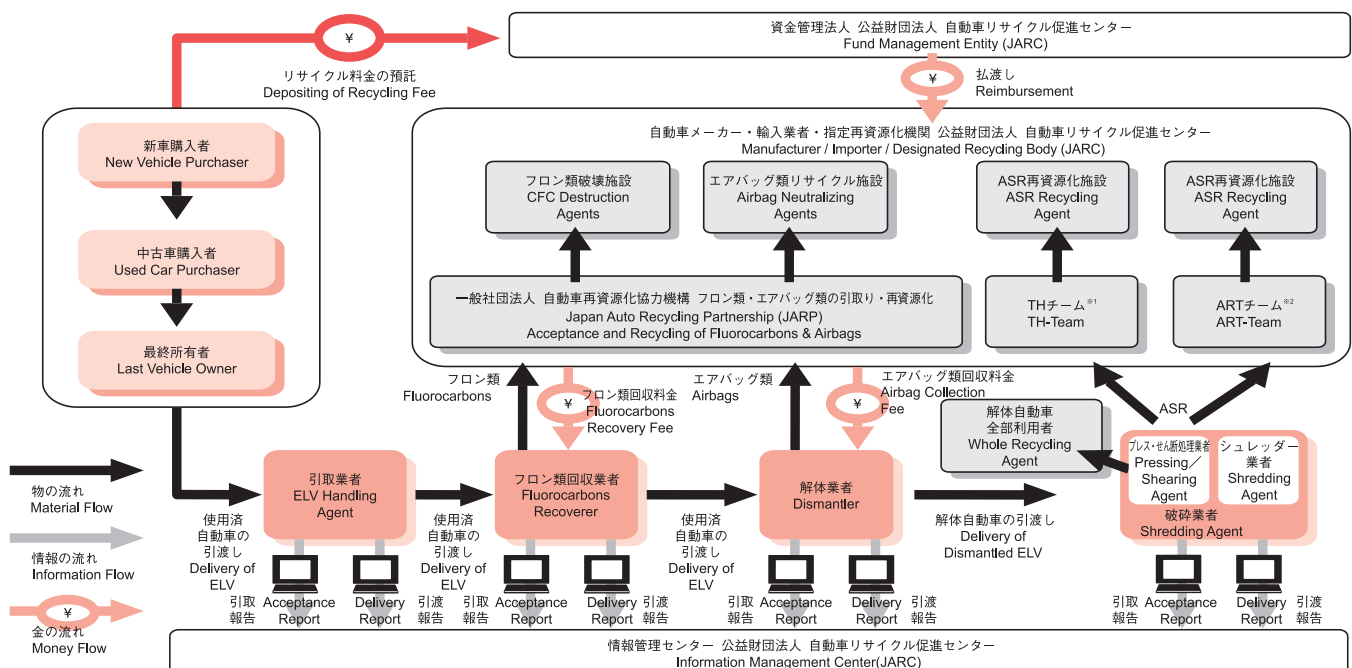 資金管理法人 公益財団法人 自動車リサイクル促進センター
Fund Management Entity (JARC)
¥
リサイクル料金の預託
Depositing of Recycling Fee
¥
払渡し
Reimbursement
新車購入者
New Vehicle Purchaser
中古車購入者
Used Car Purchaser
最終所有者
Last Vehicle Owner
自動車メーカー・輸入業者・指定再資源化機関 公益財団法人 自動車リサイクル促進センター
Manufacturer / Importer / Designated Recycling Body (JARC)
フロン類破壊施設
CFC Destruction
Agents
エアバッグ類リサイクル施設
Airbag Neutralizing
Agents
ASR再資源化施設
ASR Recycling
Agent
ASR再資源化施設
ASR Recycling
Agent
一般社団法人 自動車再資源化協力機構 フロン類・エアバッグ類の引取り・再資源化
Japan Auto Recycling Partnership (JARP)
Acceptance and Recycling of Fluorocarbons & Airbags
THチーム※1
TH-Team
ARTチーム※2
ART-Team
フロン類
Fluorocarbons
¥
フロン類回収料金
Fluorocarbons
Recovery Fee
エアバッグ類
Airbags
¥
エアバッグ類回収料金
Airbag Collection
Fee
ASR
解体自動車
全部利用者
Whole Recycling
Agent
プレス・せん断処理業者
Pressing／
Shearing
Agent
シュレッダー
業者
Shredding
Agent
破砕業者
Shredding Agent
引取業者
ELV Handling
Agent
フロン類回収業者
Fluorocarbons
Recoverer
解体業者
Dismantler
物の流れ
Material Flow
情報の流れ
Information Flow
¥
金の流れ
Money Flow
使用済
自動車の
引渡し
Delivery of
ELV
使用済
自動車の
引渡し
Delivery of
ELV
使用済
自動車の
引渡し
Delivery of
ELV
解体自動車の引渡し
Delivery of
Dismantled ELV
引取
報告
Acceptance
Report
Delivery
Report
引渡
報告
引取
報告
Acceptance
Report
Delivery
Report
引渡
報告
引取
報告
Acceptance
Report
Delivery
Report
引渡
報告
引取
報告
Acceptance
Report
Delivery
Report
引渡
報告
情報管理センター 公益財団法人 自動車リサイクル促進センター
Information Management Center(JARC)